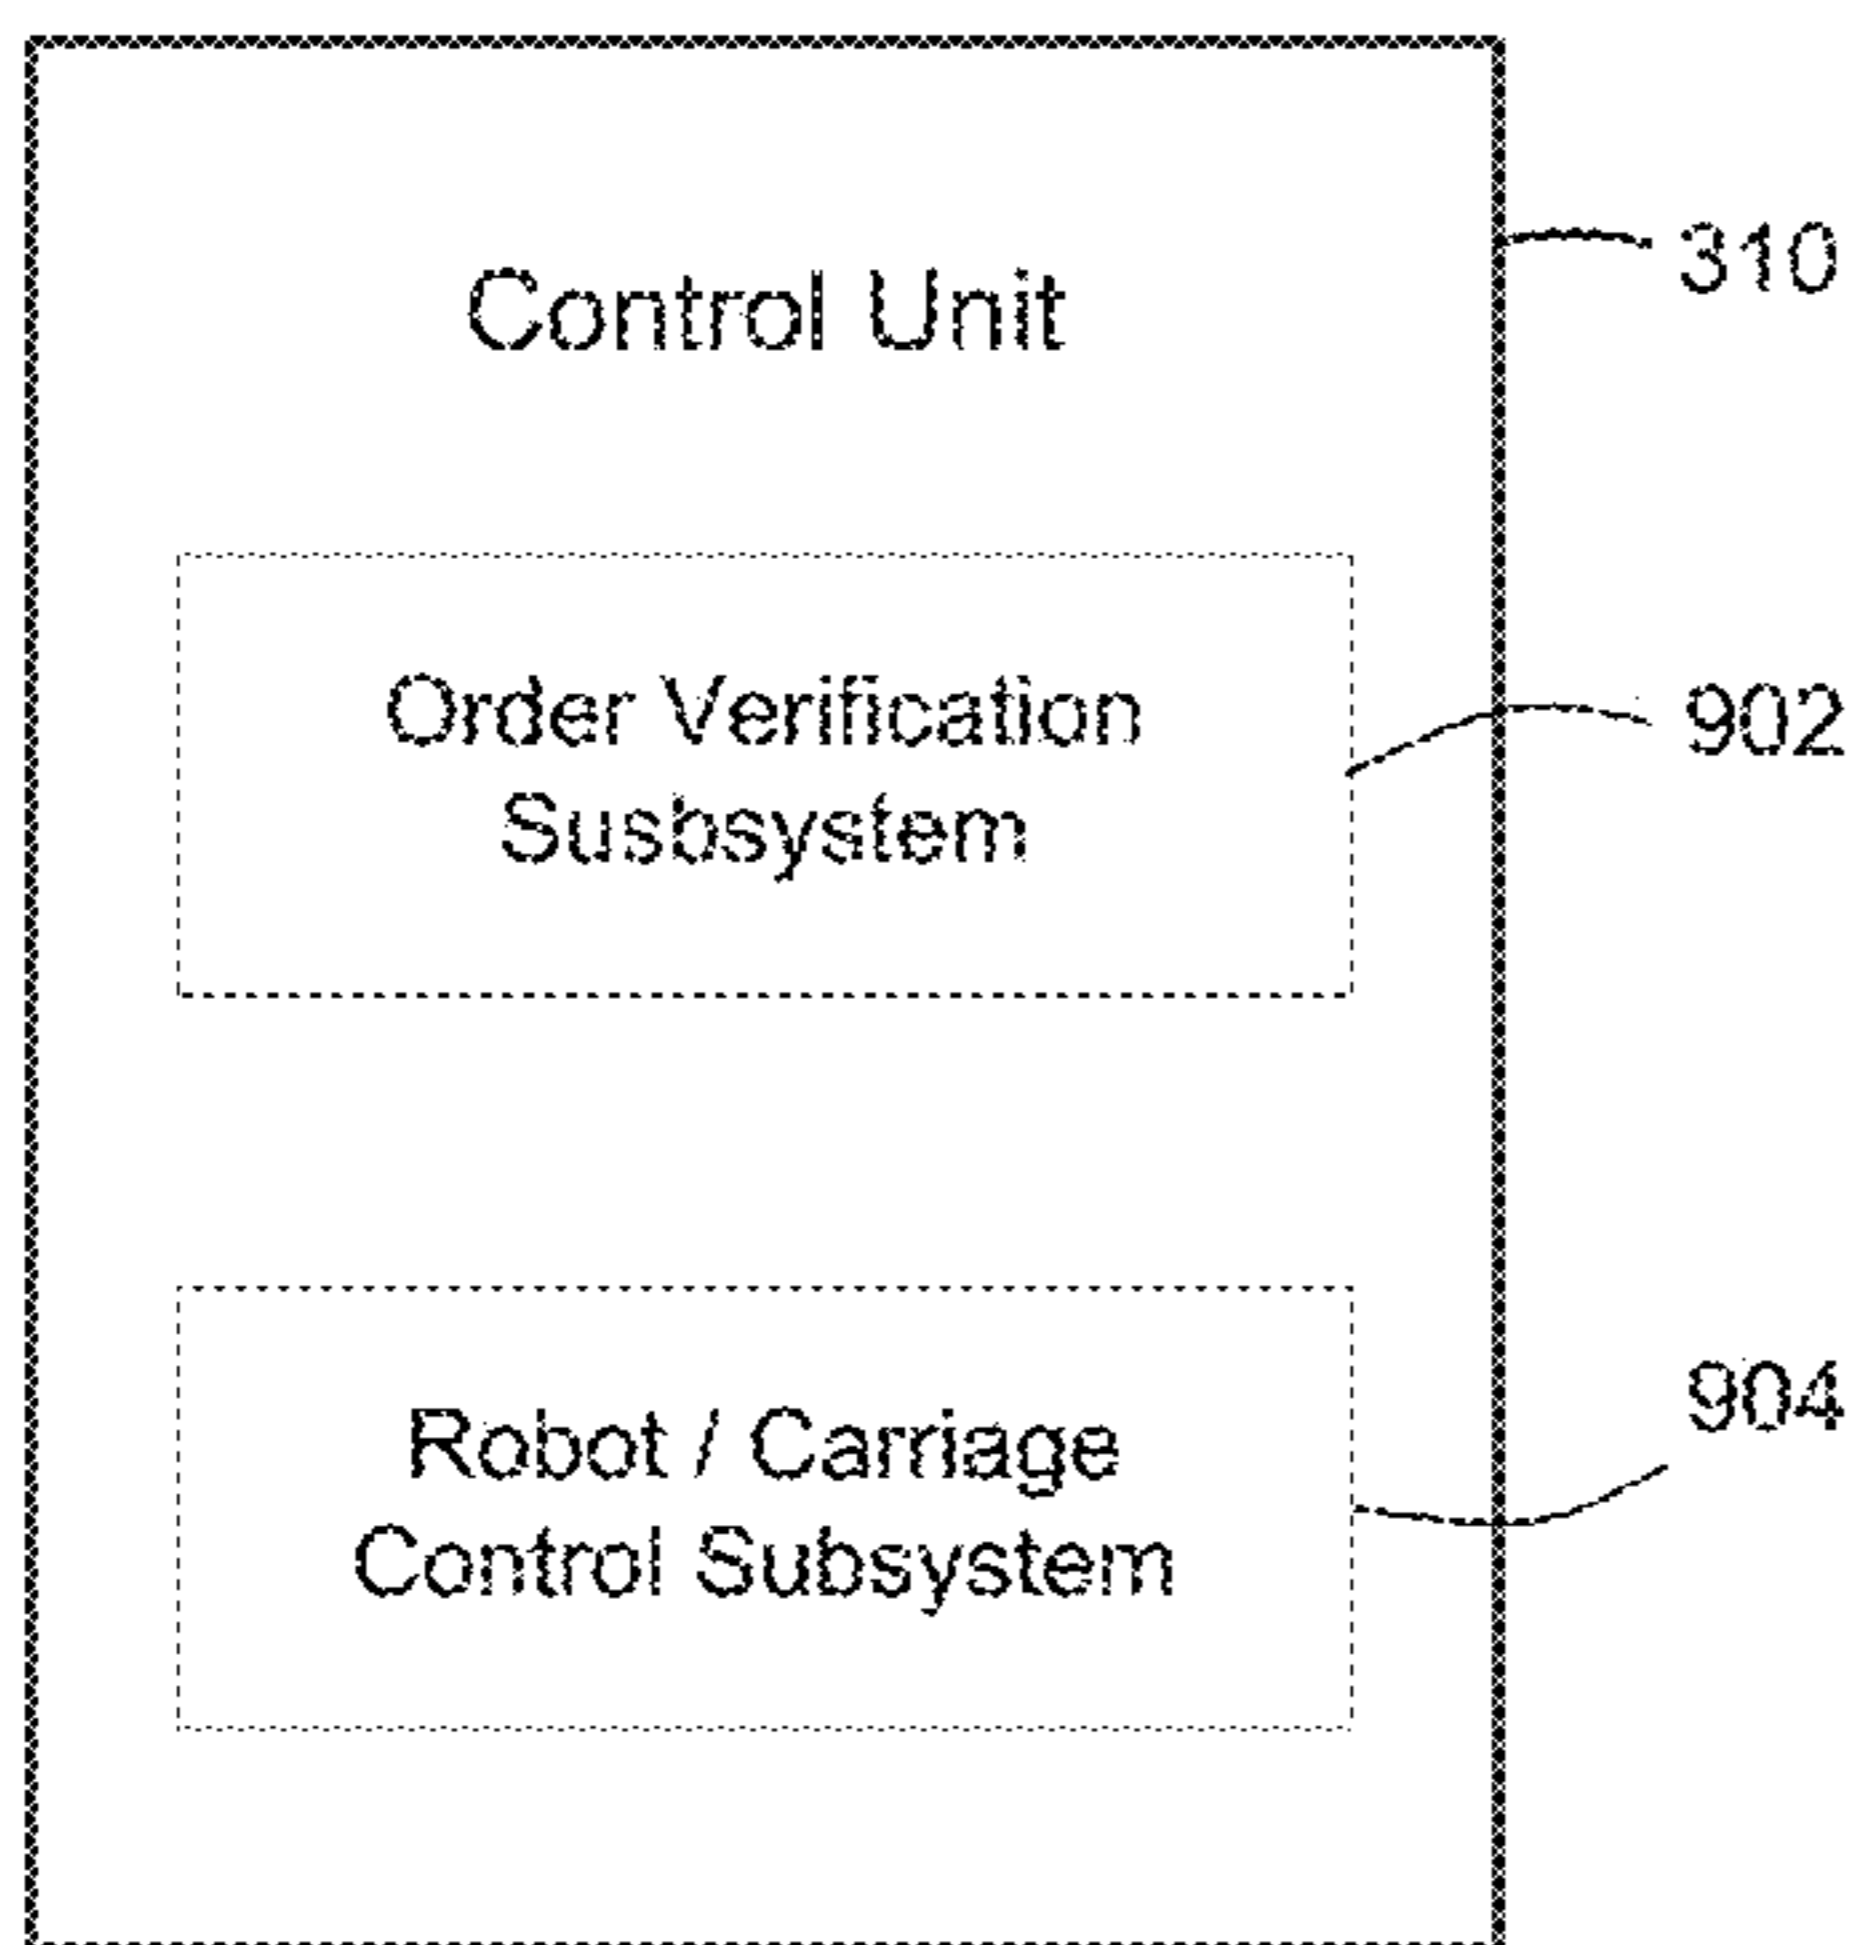 Control Unit
310
Order Verification
Susbsystem
902
Robot / Carriage
Control Subsystem
904